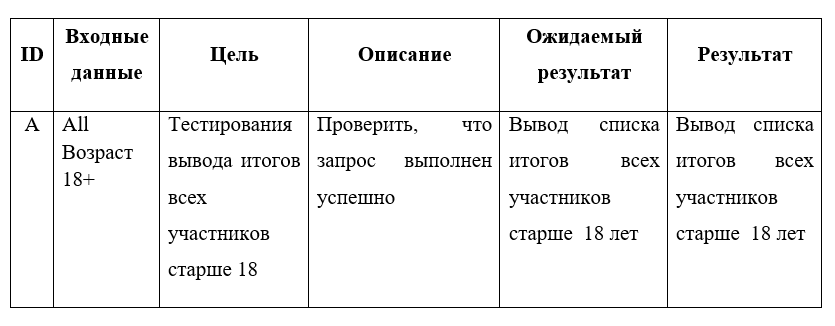 ID
Входные
данные
Цель
Описание
Ожидаемый
результат
Результат
A
All
Возраст
18+
Тестирования
вывода итогов
всех
участников
старше 18
Проверить, что
запрос выполнен
успешно
Вывод списка
итогов всех
участников
старше 18 лет
Вывод списка
итогов всех
участников
старше 18 лет